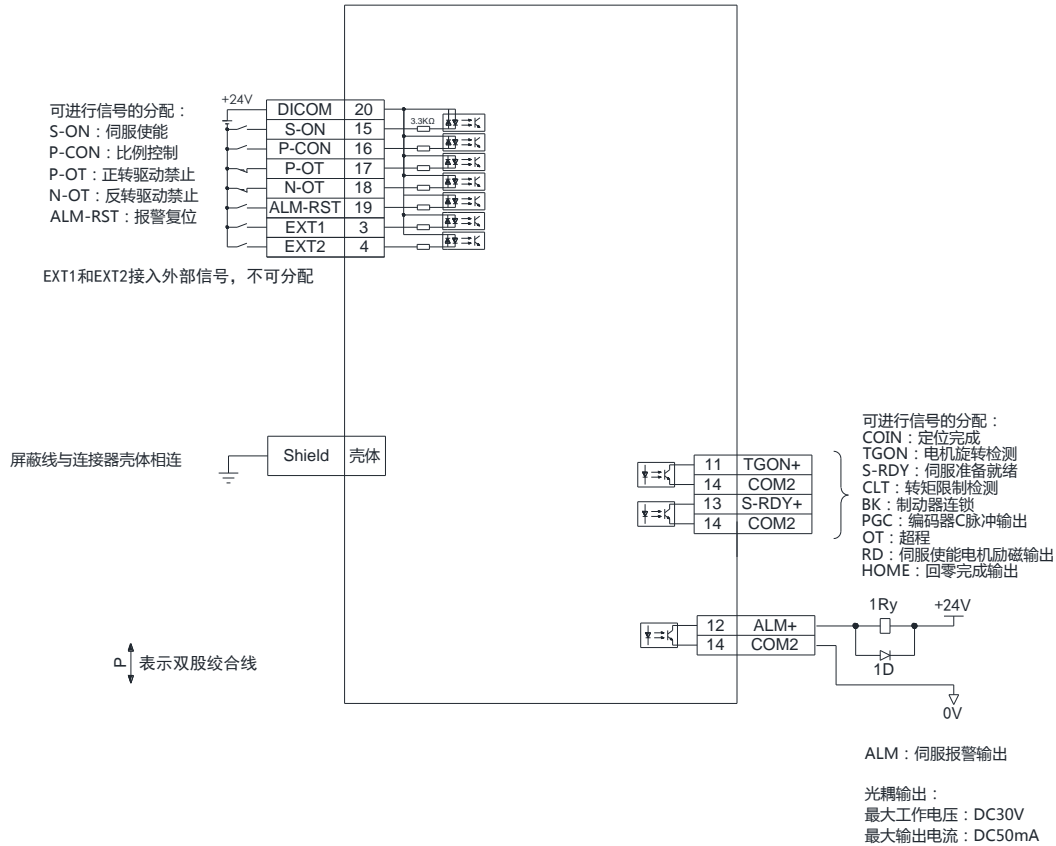 可进行信号的分配：
S-ON：伺服使能
P-CON：比例控制
P-OT：正转驱动禁止
N-OT：反转驱动禁止
ALM-RST：报警复位
+24V
DICOM 20
S-ON 15
P-CON 16
P-OT 17
N-OT 18
ALM-RST 19
EXT1 3
EXT2 4
3.3KΩ
EXT1和EXT2接入外部信号，不可分配
屏蔽线与连接器壳体相连
Shield 壳体
11 TGON+
14 COM2
13 S-RDY+
14 COM2
可进行信号的分配：
COIN：定位完成
TGON：电机旋转检测
S-RDY：伺服准备就绪
CLT：转矩限制检测
BK：制动器连锁
PGC：编码器C脉冲输出
OT：超程
RD：伺服使能电机励磁输出
HOME：回零完成输出
12 ALM+
14 COM2
1Ry
+24V
1D
0V
P 表示双股绞合线
ALM：伺服报警输出
光耦输出：
最大工作电压：DC30V
最大输出电流：DC50mA